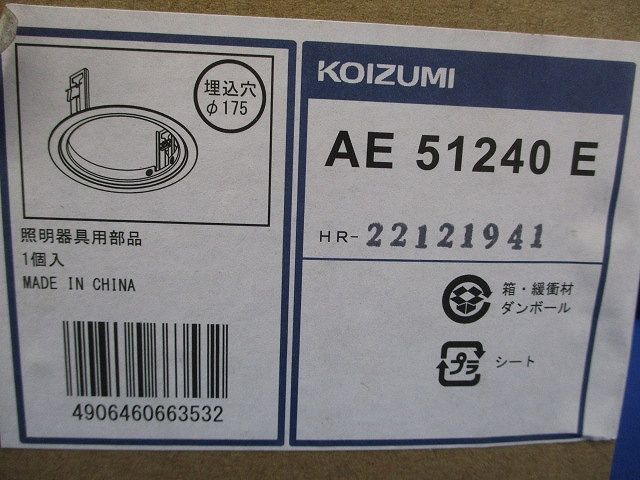 埋込穴
φ175
照明器具用部品
1個入
MADE IN CHINA
4906460663532
KOIZUMI
AE 51240 E
HR-22121941
箱・緩衝材
ダンボール
プラ
シート